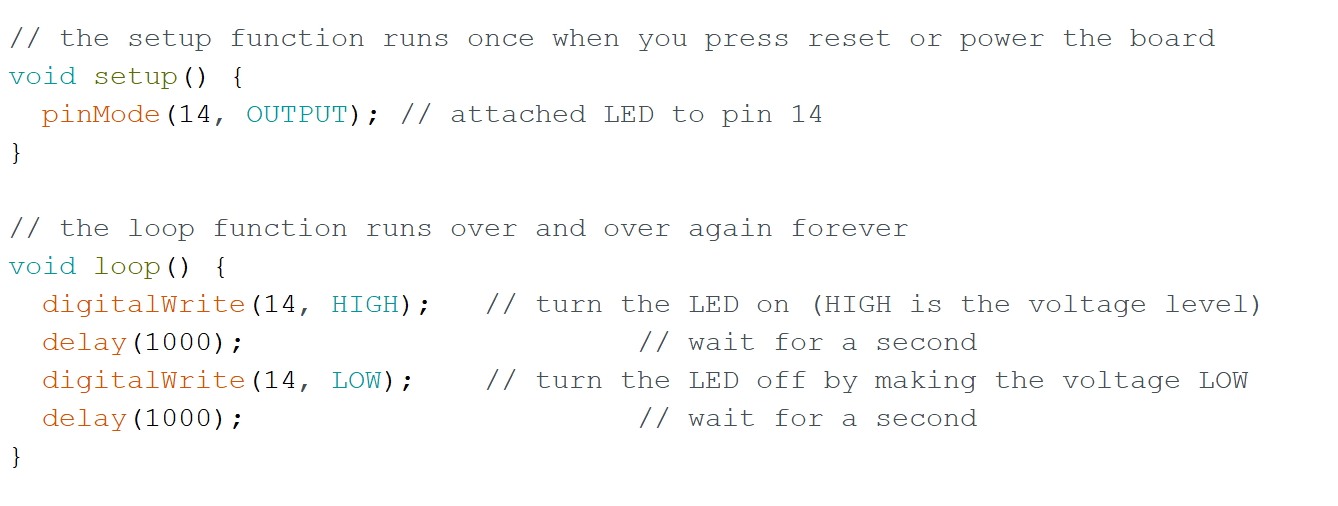 // the setup function runs once when you press reset or power the board
void setup() {
  pinMode(14, OUTPUT); // attached LED to pin 14
}

// the loop function runs over and over again forever
void loop() {
  digitalWrite(14, HIGH);   // turn the LED on (HIGH is the voltage level)
  delay(1000);                       // wait for a second
  digitalWrite(14, LOW);    // turn the LED off by making the voltage LOW
  delay(1000);                       // wait for a second
}